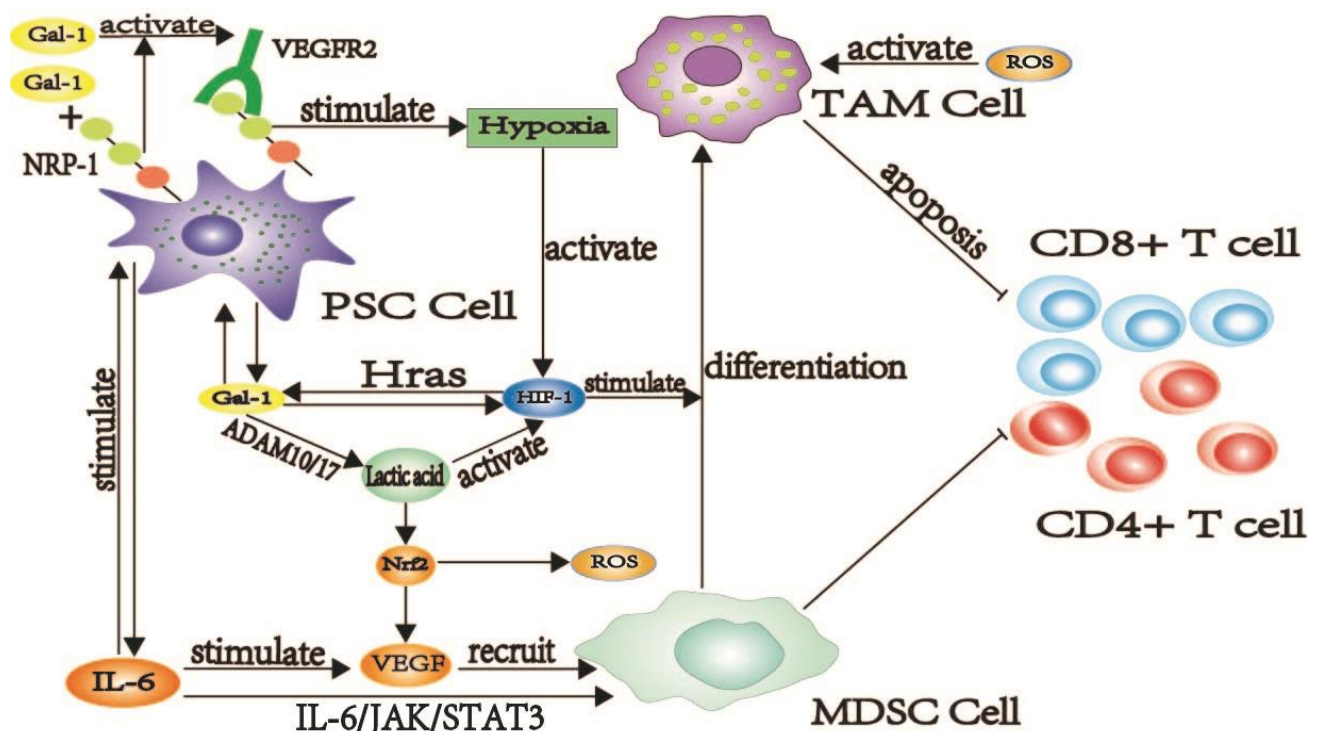 Gal-1
activate
VEGFR2
activate
ROS
Gal-1
+
NRP-1
stimulate
Hypoxia
TAM Cell
apoposis
CD8+ T cell
activate
PSC Cell
Hras
stimulate
differentiation
Gal-1
HIF-1
stimulate
ADAM10/17
Lactic acid
activate
CD4+ T cell
Nrf2
ROS
stimulate
VEGF
recruit
IL-6
IL-6/JAK/STAT3
MDSC Cell